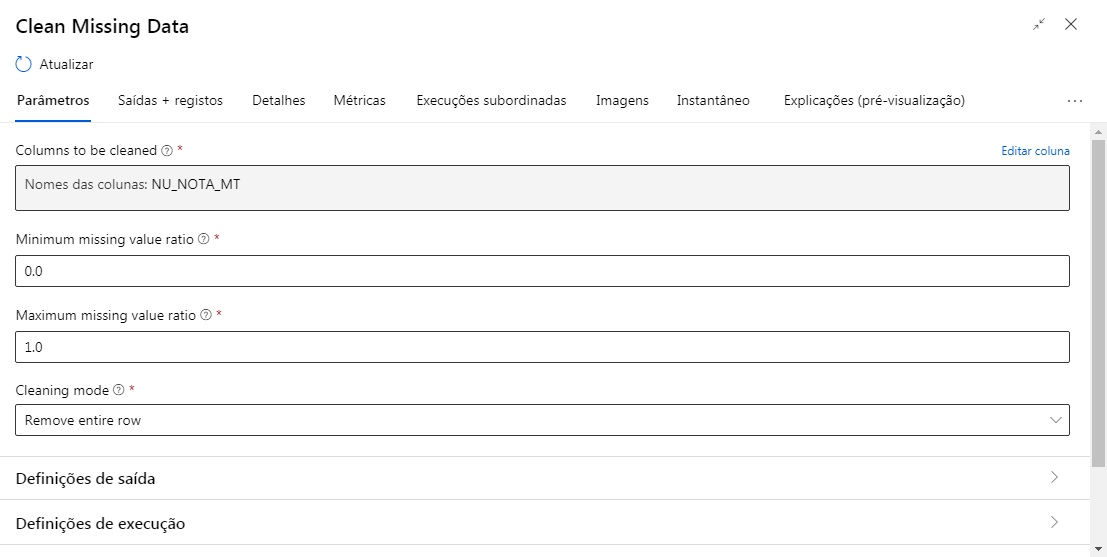 Clean Missing Data
Atualizar
Parâmetros Saídas + registos Detalhes Métricas Execuções subordinadas Imagens Instantâneo Explicações (pré-visualização) ...
Columns to be cleaned ? * Editar coluna
Nomes das colunas: NU_NOTA_MT
Minimum missing value ratio ? *
0.0
Maximum missing value ratio ? *
1.0
Cleaning mode ? *
Remove entire row
Definições de saída
Definições de execução